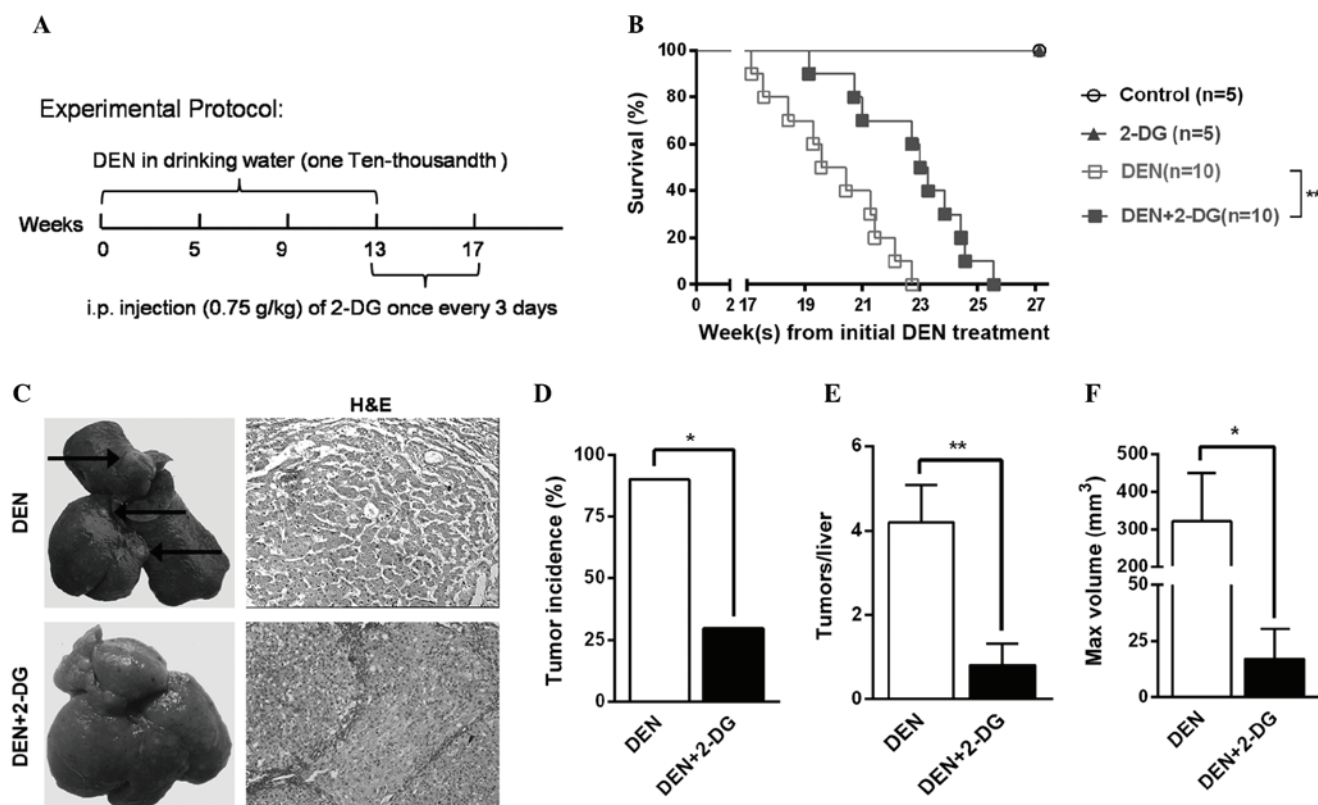 A
Experimental Protocol:
DEN in drinking water (one Ten-thousandth )
Weeks
0 5 9 13 17
i.p. injection (0.75 g/kg) of 2-DG once every 3 days
B
Survival (%)
100
80
60
40
20
0
0 2 17 19 21 23 25 27
Week(s) from initial DEN treatment
Control (n=5)
2-DG (n=5)
DEN(n=10)
DEN+2-DG(n=10)
**
C
H&E
DEN
DEN+2-DG
D
Tumor incidence (%)
100
75
50
25
0
*
DEN
DEN+2-DG
E
Tumors/liver
6
4
2
0
**
DEN
DEN+2-DG
F
Max volume (mm³)
500
400
300
200
50
25
0
*
DEN
DEN+2-DG